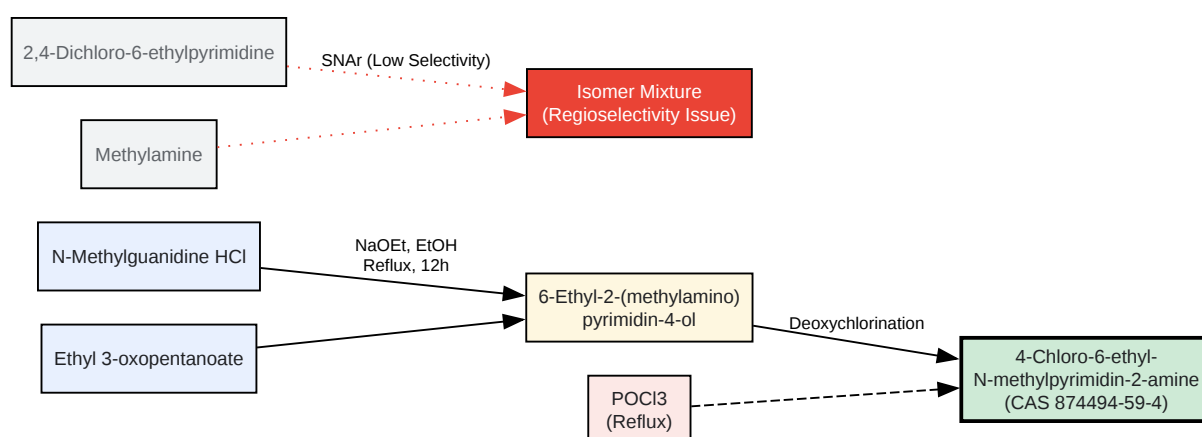 2,4-Dichloro-6-ethylpyrimidine
SNAr (Low Selectivity)
Isomer Mixture
(Regioselectivity Issue)
Methylamine
N-Methylguanidine HCl
NaOEt, EtOH
Reflux, 12h
6-Ethyl-2-(methylamino)
pyrimidin-4-ol
Ethyl 3-oxopentanoate
Deoxychlorination
4-Chloro-6-ethyl-
N-methylpyrimidin-2-amine
(CAS 874494-59-4)
POCl3
(Reflux)